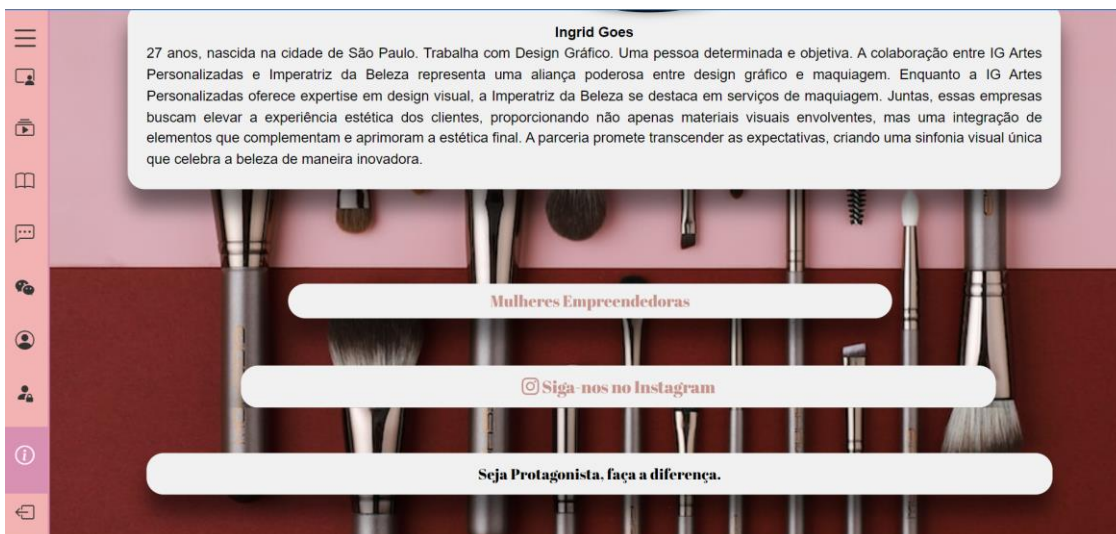 Ingrid Goes
27 anos, nascida na cidade de São Paulo. Trabalha com Design Gráfico. Uma pessoa determinada e objetiva. A colaboração entre IG Artes
Personalizadas e Imperatriz da Beleza representa uma aliança poderosa entre design gráfico e maquiagem. Enquanto a IG Artes
Personalizadas oferece expertise em design visual, a Imperatriz da Beleza se destaca em serviços de maquiagem. Juntas, essas empresas
buscam elevar a experiência estética dos clientes, proporcionando não apenas materiais visuais envolventes, mas uma integração de
elementos que complementam e aprimoram a estética final. A parceria promete transcender as expectativas, criando uma sinfonia visual única
que celebra a beleza de maneira inovadora.
Mulheres Empreendedoras
Siga-nos no Instagram
Seja Protagonista, faça a diferença.